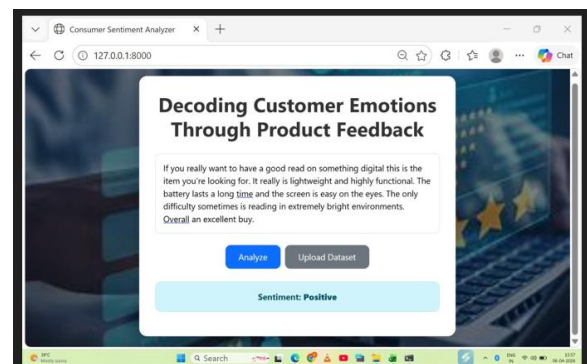 Consumer Sentiment Analyzer
127.0.0.1:8000
Chat
Decoding Customer Emotions
Through Product Feedback
If you really want to have a good read on something digital this is the
item you're looking for. It really is lightweight and highly functional. The
battery lasts a long time and the screen is easy on the eyes. The only
difficulty sometimes is reading in extremely bright environments.
Overall an excellent buy.
Analyze Upload Dataset
Sentiment: Positive
Search
ENG
IN